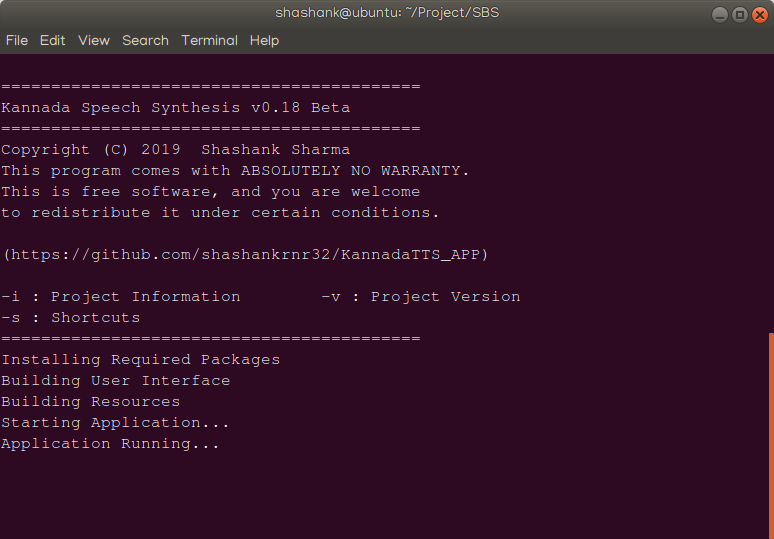 shashank@ubuntu: ~/Project/SBS
File Edit View Search Terminal Help
==========================================
Kannada Speech Synthesis v0.18 Beta
==========================================
Copyright (C) 2019  Shashank Sharma
This program comes with ABSOLUTELY NO WARRANTY.
This is free software, and you are welcome
to redistribute it under certain conditions.
(https://github.com/shashankrnr32/KannadaTTS_APP)
-i : Project Information        -v : Project Version
-s : Shortcuts
==========================================
Installing Required Packages
Building User Interface
Building Resources
Starting Application...
Application Running...